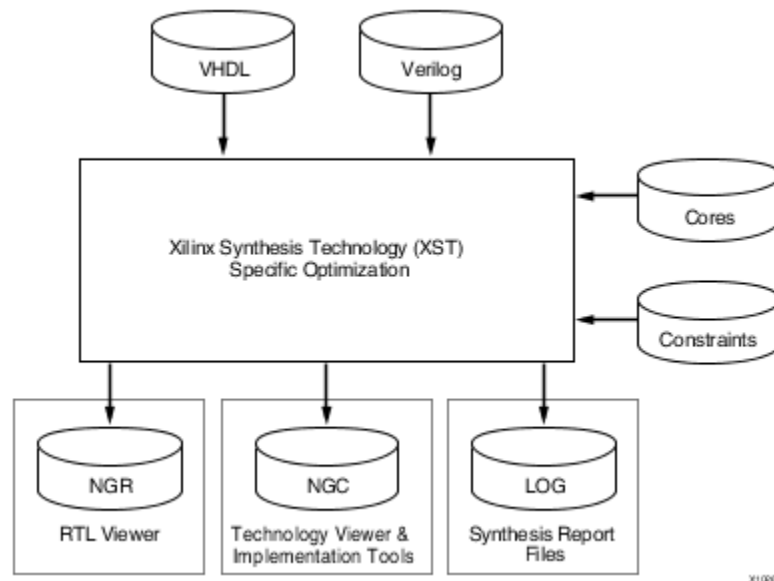 VHDL
Verilog
Xilinx Synthesis Technology (XST)
Specific Optimization
Cores
Constraints
NGR
RTL Viewer
NGC
Technology Viewer &
Implementation Tools
LOG
Synthesis Report
Files